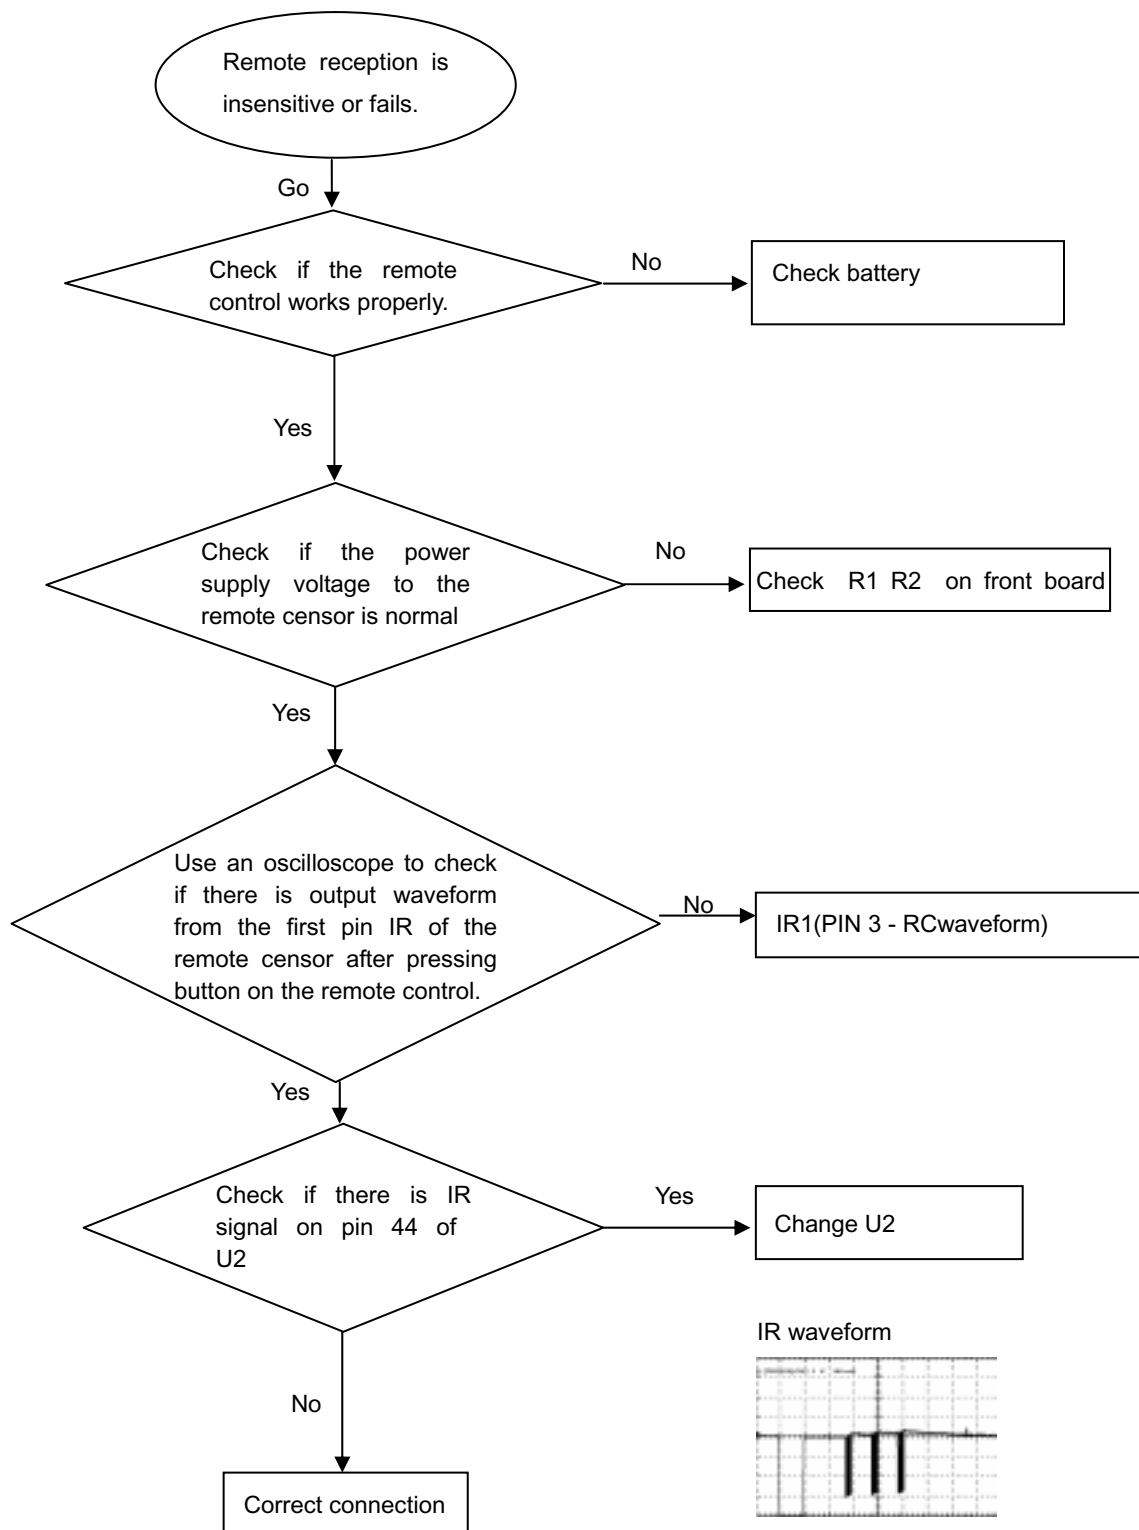 Remote reception is
insensitive or fails.
Go
Check if the remote
control works properly.
No
Check battery
Yes
Check if the power
supply voltage to the
remote censor is normal
No
Check R1 R2 on front board
Yes
Use an oscilloscope to check
if there is output waveform
from the first pin IR of the
remote censor after pressing
button on the remote control.
No
IR1(PIN 3 - RCwaveform)
Yes
Check if there is IR
signal on pin 44 of
U2
Yes
Change U2
IR waveform
No
Correct connection